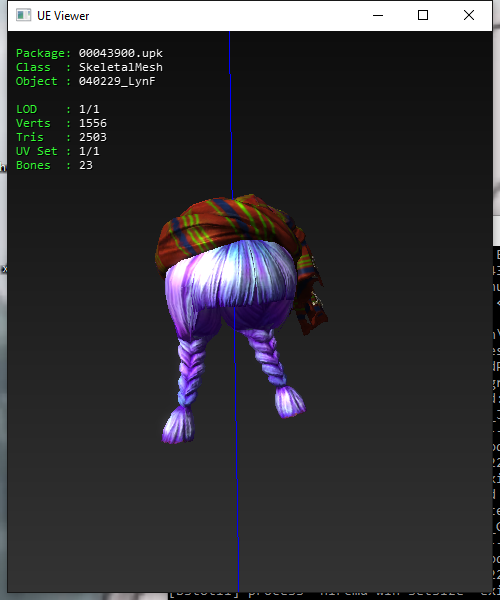 UE Viewer
Package: 00043900.upk
Class : SkeletalMesh
Object : 040229_LynF
LOD : 1/1
Verts : 1556
Tris : 2503
UV Set : 1/1
Bones : 23